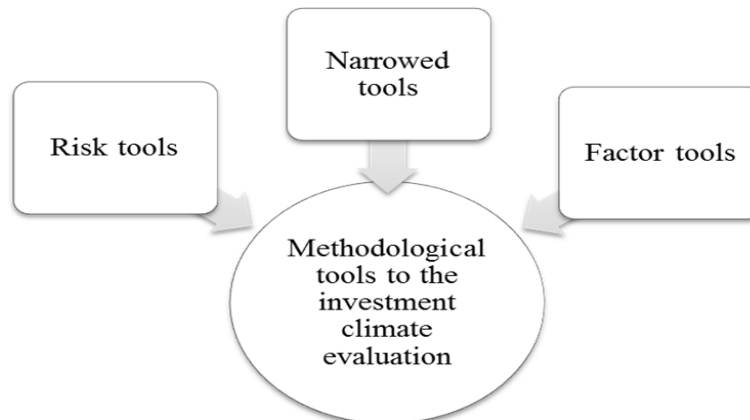 Narrowed
tools
Risk tools
Factor tools
Methodological
tools to the
investment
climate
evaluation